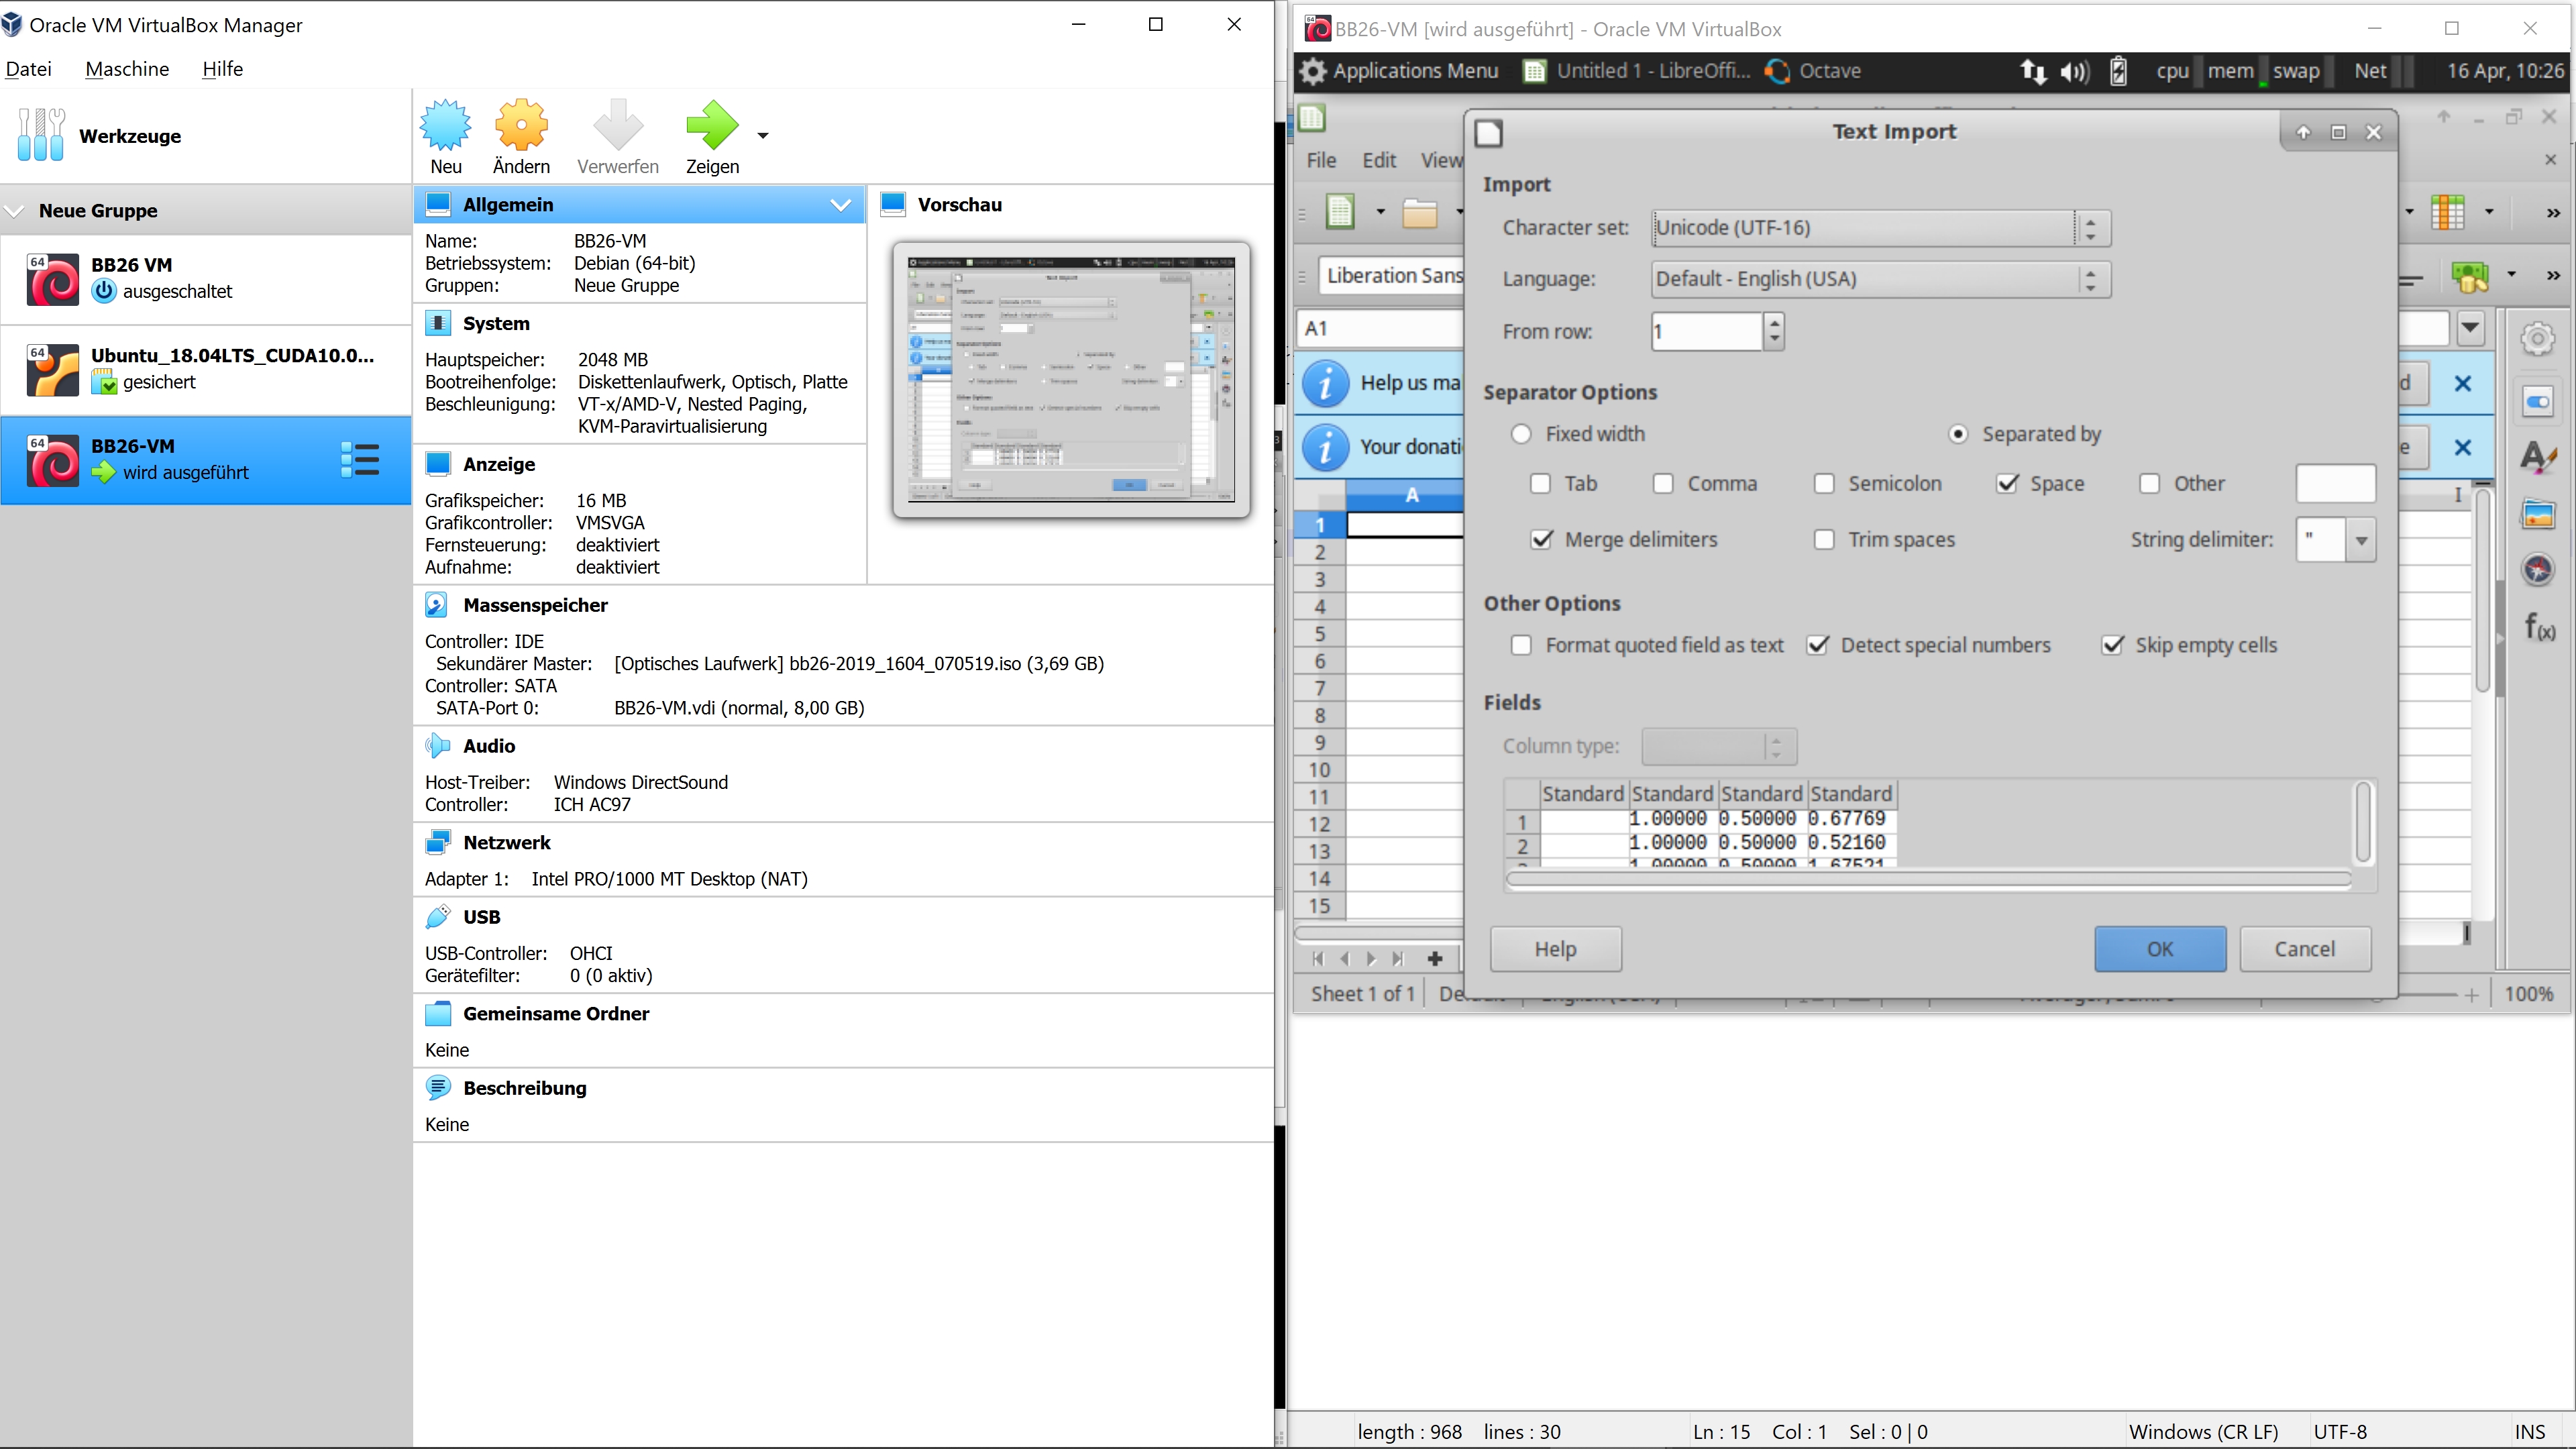 Oracle VM VirtualBox Manager
Datei Maschine Hilfe
Werkzeuge
Neu Ändern Verwerfen Zeigen
Neue Gruppe
64 BB26 VM
ausgeschaltet
64 Ubuntu_18.04LTS_CUDA10.0...
gesichert
64 BB26-VM
wird ausgeführt
Allgemein
Name: BB26-VM
Betriebssystem: Debian (64-bit)
Gruppen: Neue Gruppe
System
Hauptspeicher: 2048 MB
Bootreihenfolge: Diskettenlaufwerk, Optisch, Platte
Beschleunigung: VT-x/AMD-V, Nested Paging,
KVM-Paravirtualisierung
Anzeige
Grafikspeicher: 16 MB
Grafikcontroller: VMSVGA
Fernsteuerung: deaktiviert
Aufnahme: deaktiviert
Vorschau
Massenspeicher
Controller: IDE
Sekundärer Master: [Optisches Laufwerk] bb26-2019_1604_070519.iso (3,69 GB)
Controller: SATA
SATA-Port 0: BB26-VM.vdi (normal, 8,00 GB)
Audio
Host-Treiber: Windows DirectSound
Controller: ICH AC97
Netzwerk
Adapter 1: Intel PRO/1000 MT Desktop (NAT)
USB
USB-Controller: OHCI
Gerätefilter: 0 (0 aktiv)
Gemeinsame Ordner
Keine
Beschreibung
Keine
BB26-VM [wird ausgeführt] - Oracle VM VirtualBox
Applications Menu Untitled 1 - LibreOffi... Octave cpu mem swap Net 16 Apr, 10:26
File Edit View
Liberation Sans
A1
Help us ma
Your donati
A I
1
2
3
4
5
6
7
8
9
10
11
12
13
14
15
Sheet 1 of 1 De
100%
Text Import
Import
Character set: Unicode (UTF-16)
Language: Default - English (USA)
From row: 1
Separator Options
Fixed width Separated by
Tab Comma Semicolon Space Other
Merge delimiters Trim spaces String delimiter: "
Other Options
Format quoted field as text Detect special numbers Skip empty cells
Fields
Column type:
Standard Standard Standard Standard
1 1.00000 0.50000 0.67769
2 1.00000 0.50000 0.52160
1.00000 0.50000 1.67521
Help OK Cancel
length : 968 lines : 30 Ln : 15 Col : 1 Sel : 0 | 0 Windows (CR LF) UTF-8 INS